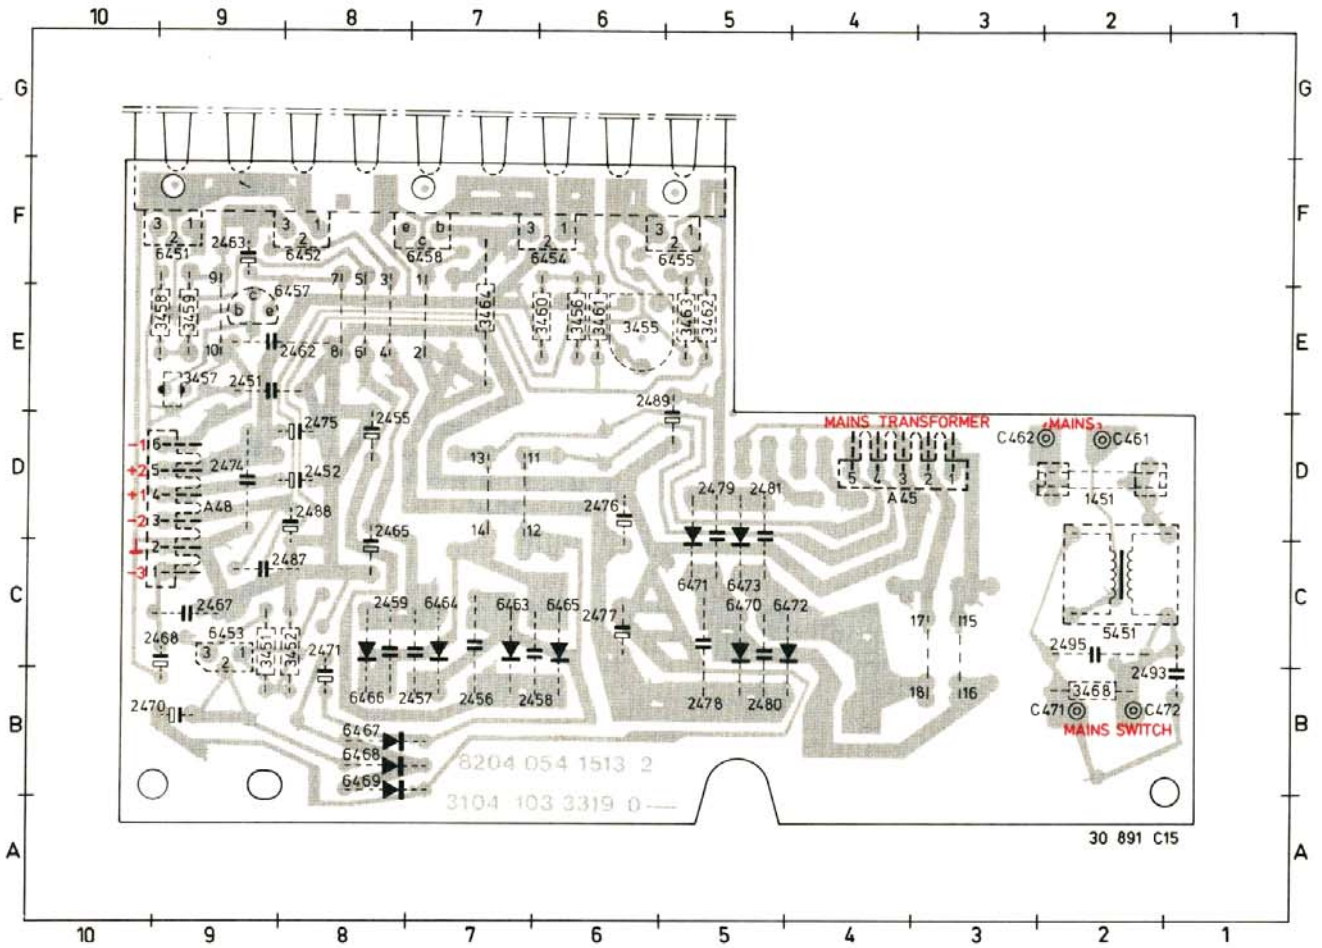 10 9 8 7 6 5 4 3 2 1
G G
F F
3 1 3 1 e b 3 1 3 1
2 2 c 2 2
6451 2463 6452 6458 6454 6455
9 7 5 3 1
6457
c
b e
3458 3459 3464 3460 3456 3461 3455 3463 3462
E E
10 2462 8 6 4 2
3457 2451
2489
2475 2455
MAINS TRANSFORMER MAINS
C462 C461
-1 6
D D
+2 5 2474 2452 13 11
5 4 3 2 1
+1 4 2479 2481 A45 1451
A48 2488 2476
-2 3
2465 14 12
2
2487
-3 1
6471 6473
C C
2467 2459 6464 6463 6465 2477 6470 6472
17 15
2468 6453 3451 3452 2471
3 1
2
5451
2495 2493
6466 2457 2456 2458 2478 2480 18 16 3468
2470 C471 C472
B B
6467 MAINS SWITCH
6468 8204 054 1513 2
6469
3104 103 3319 0
30 891 C15
A A
10 9 8 7 6 5 4 3 2 1